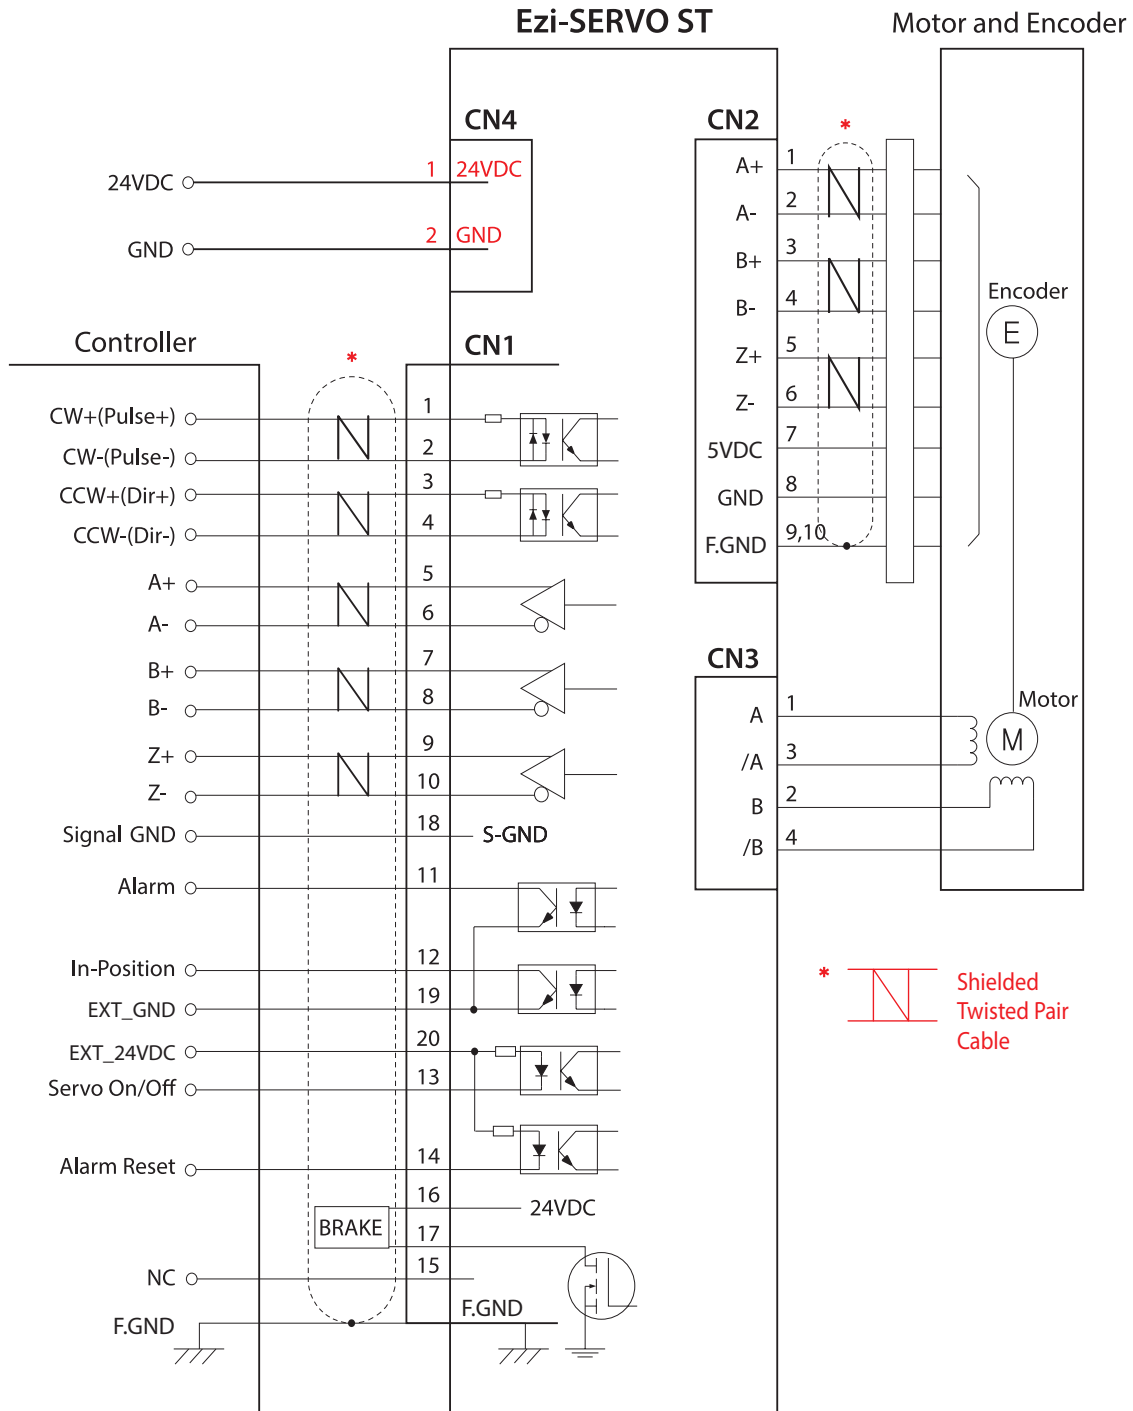 Ezi-SERVO ST
Motor and Encoder
CN4
24VDC 1 24VDC
GND 2 GND
CN2
*
A+ 1
A- 2
B+ 3
B- 4
Z+ 5
Z- 6
5VDC 7
GND 8
F.GND 9,10
Encoder
E
Controller
*
CN1
CW+(Pulse+) 1
CW-(Pulse-) 2
CCW+(Dir+) 3
CCW-(Dir-) 4
A+ 5
A- 6
B+ 7
B- 8
Z+ 9
Z- 10
Signal GND 18 S-GND
Alarm 11
In-Position 12
EXT_GND 19
EXT_24VDC 20
Servo On/Off 13
Alarm Reset 14
BRAKE
16 24VDC
17
NC 15
F.GND F.GND
CN3
A 1
/A 3
B 2
/B 4
Motor
M
* Shielded
Twisted Pair
Cable